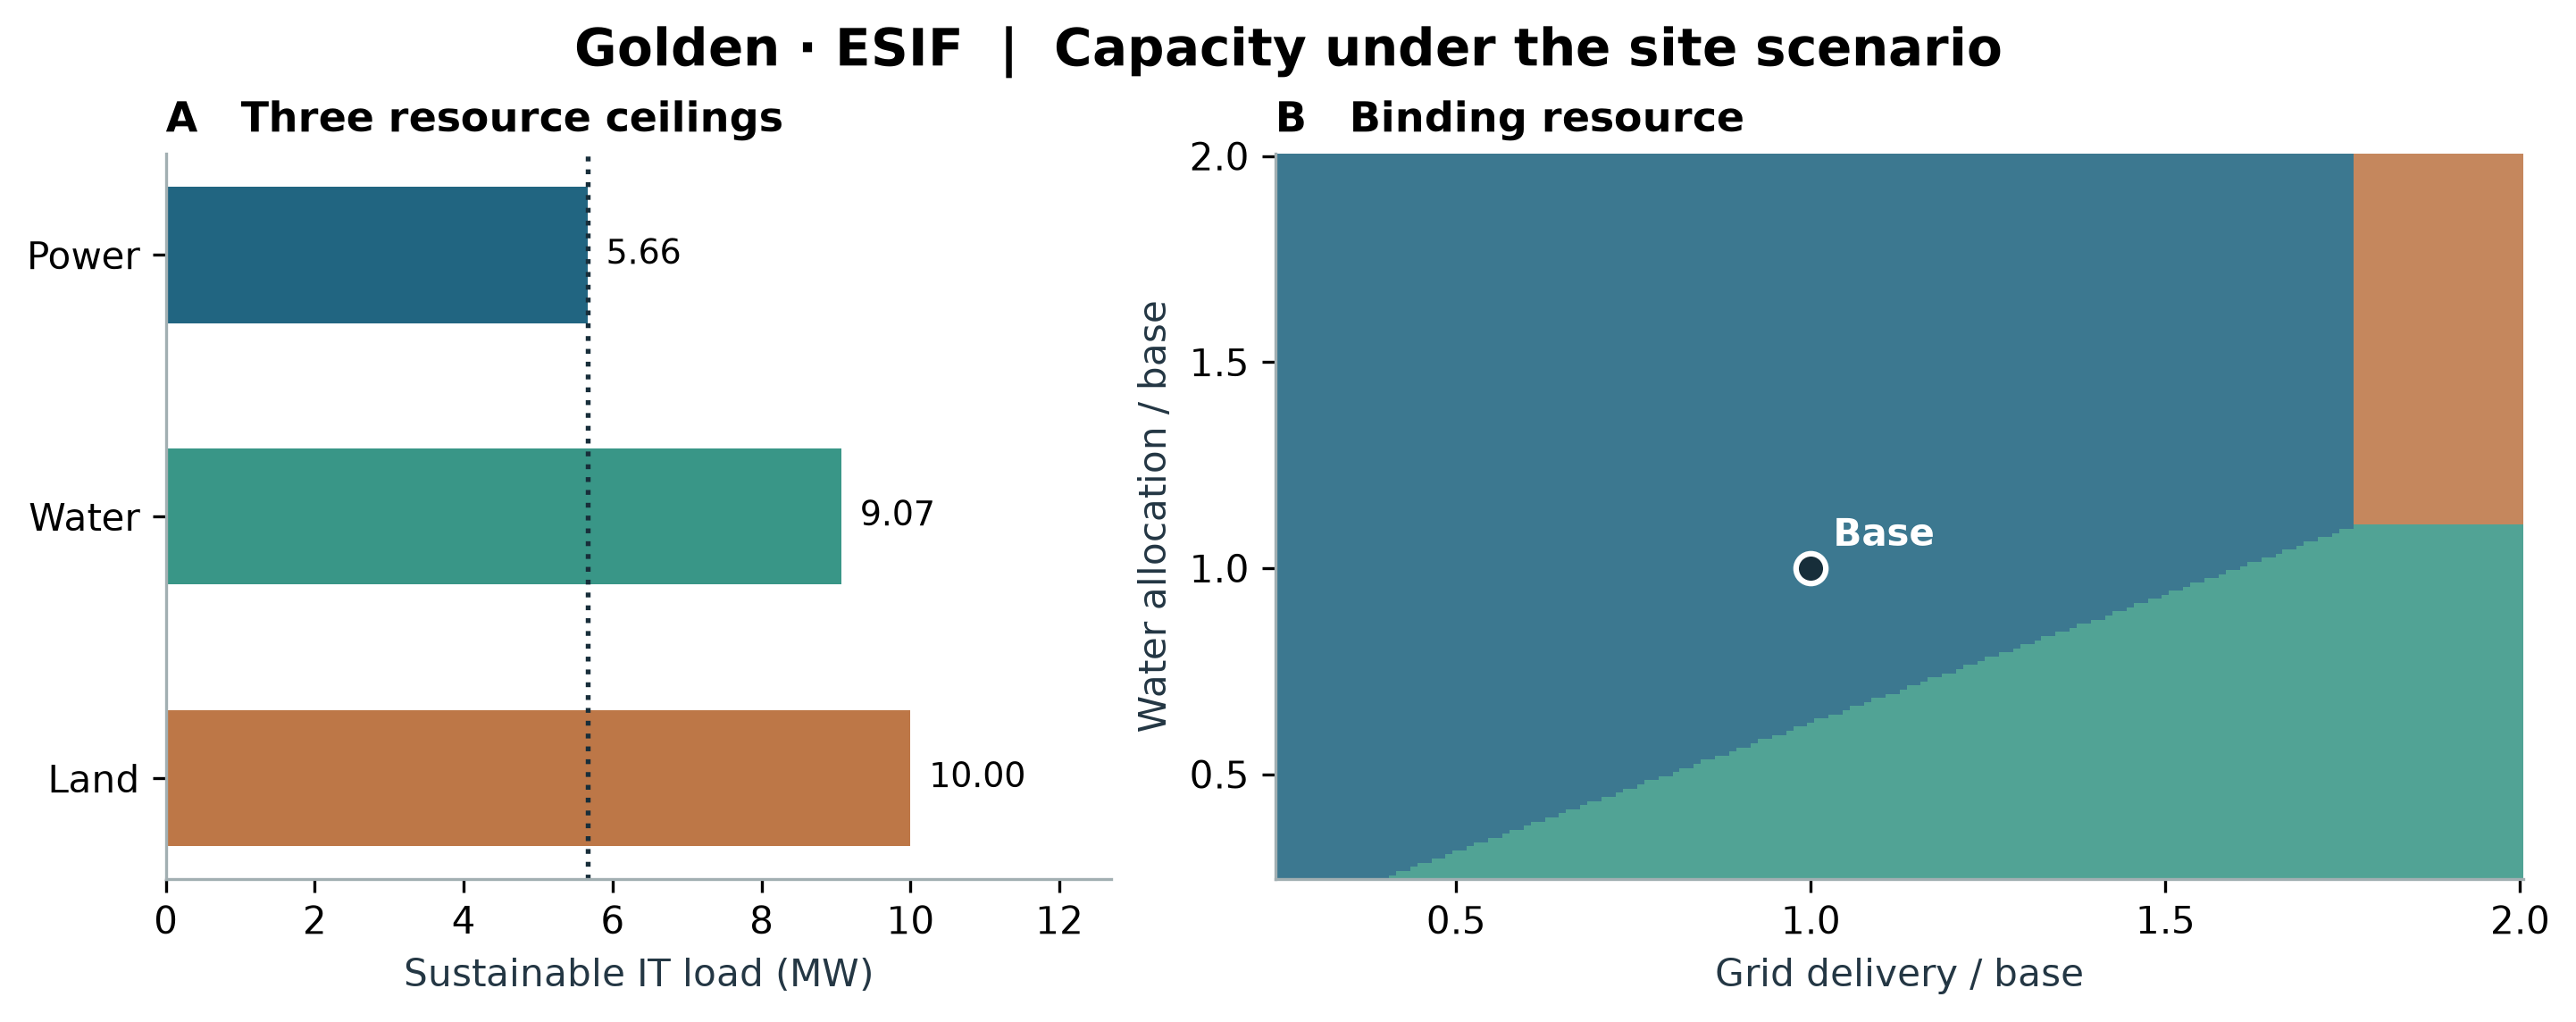 Golden · ESIF | Capacity under the site scenario
A Three resource ceilings
Power
5.66
Water
9.07
Land
10.00
0 2 4 6 8 10 12
Sustainable IT load (MW)
B Binding resource
Water allocation / base
2.0
1.5
1.0
0.5
Base
0.5 1.0 1.5 2.0
Grid delivery / base